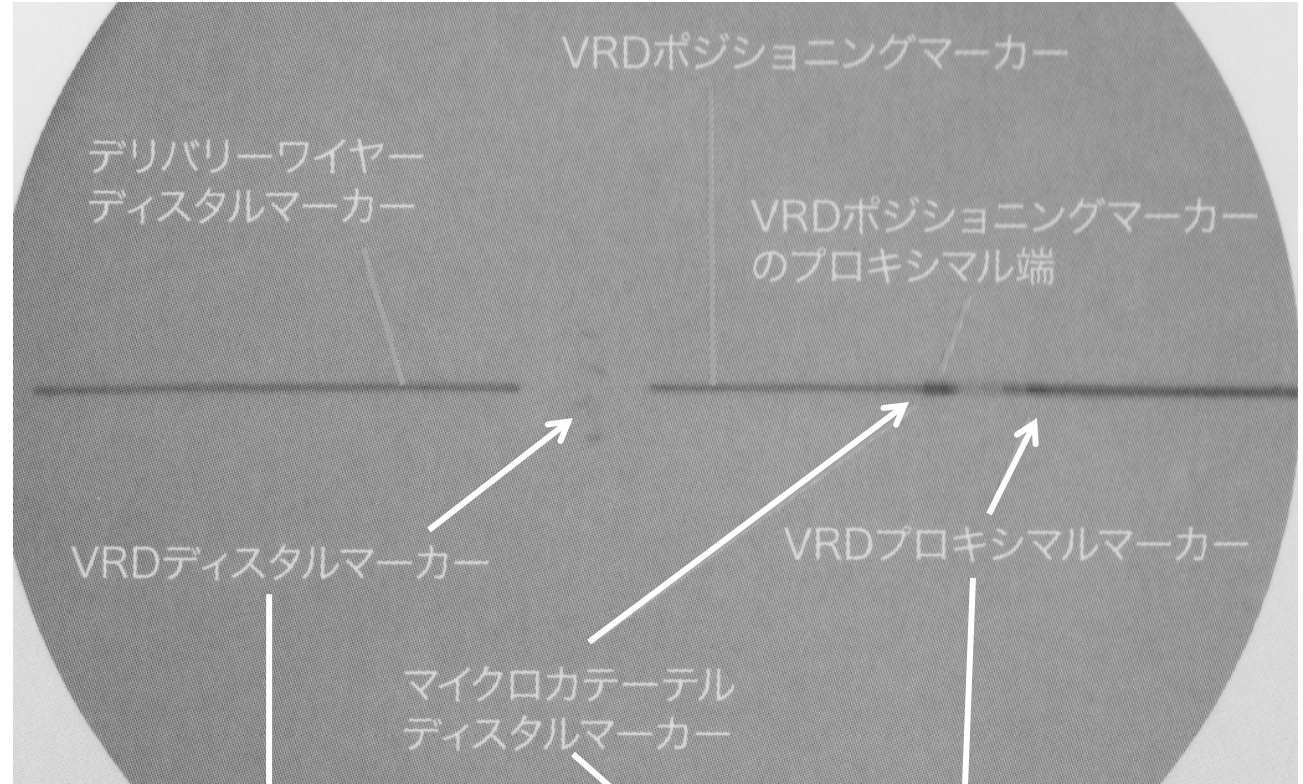 VRDポジショニングマーカー
デリバリーワイヤー
ディスタルマーカー
VRDポジショニングマーカー
のプロキシマル端
VRDディスタルマーカー
VRDプロキシマルマーカー
マイクロカテーテル
ディスタルマーカー